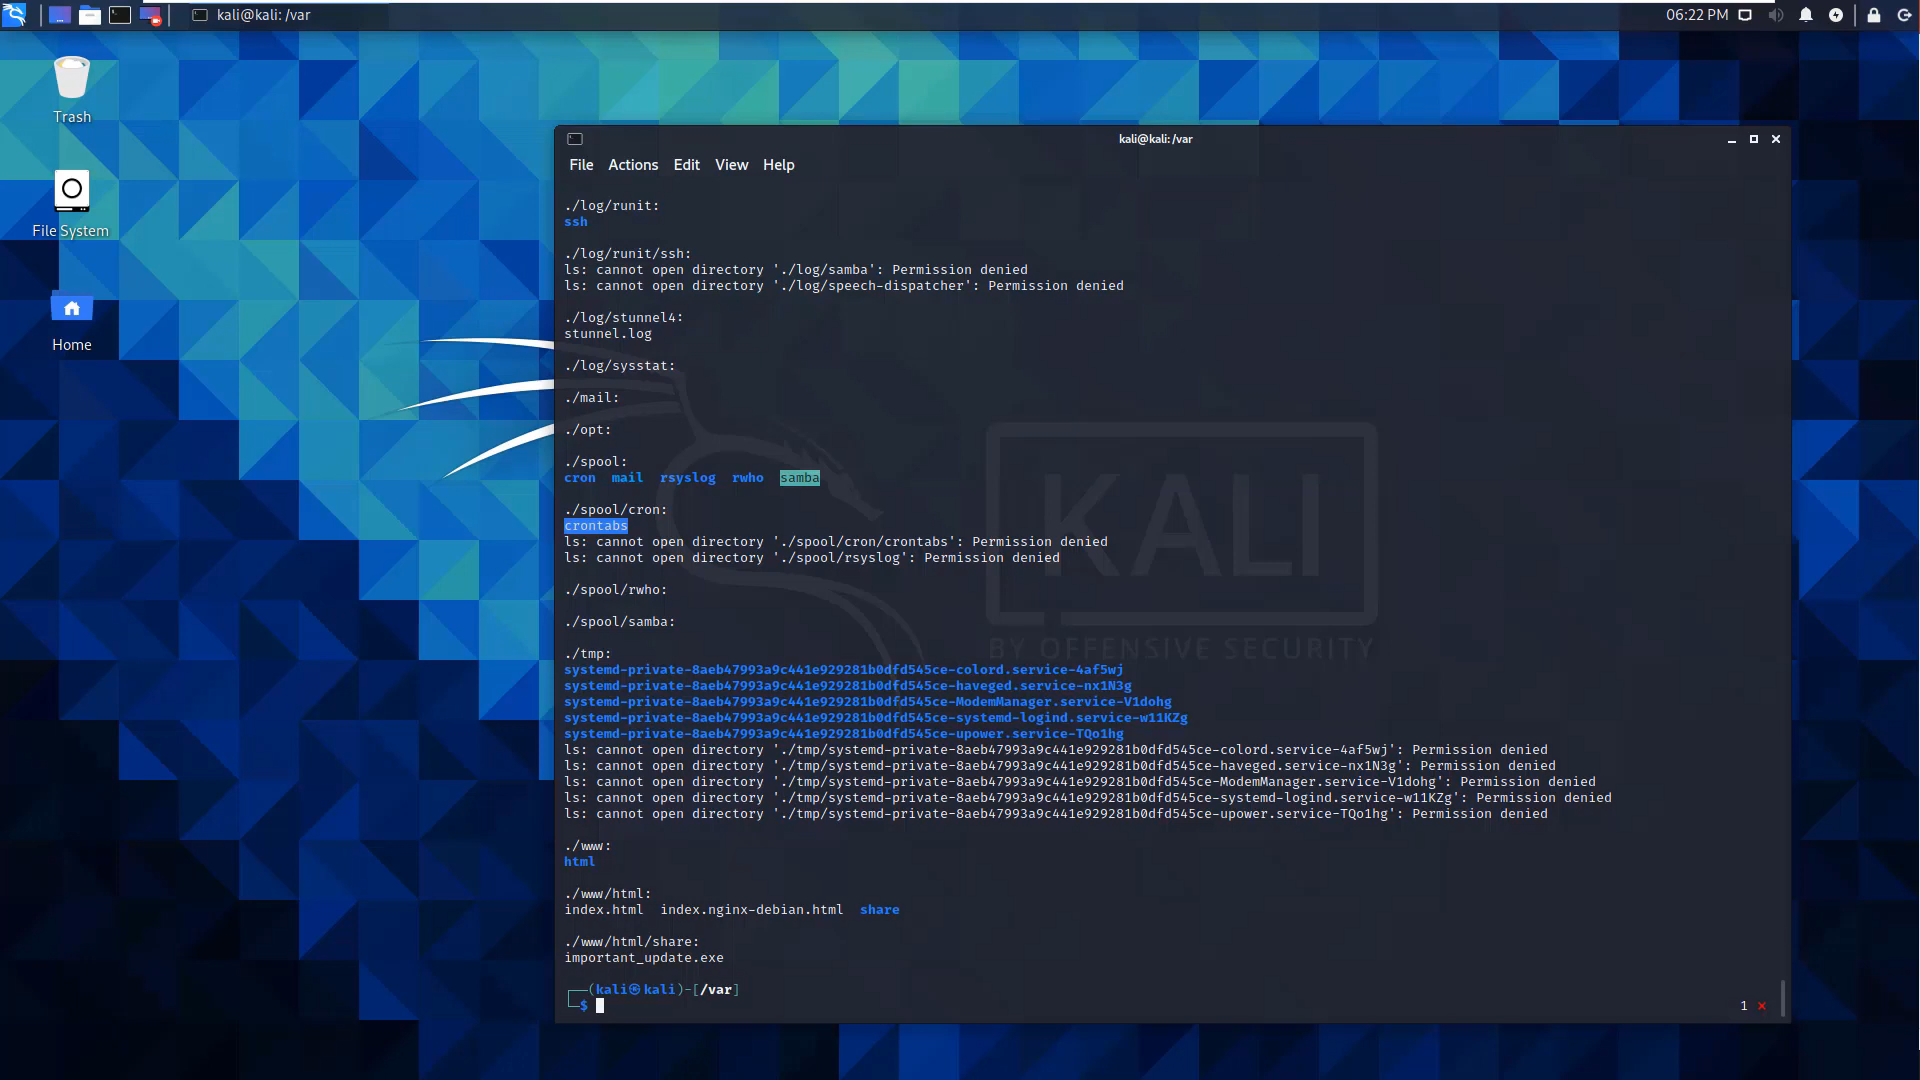 kali@kali: /var
06:22 PM
Trash
File System
Home
kali@kali: /var
File Actions Edit View Help
./log/runit:
ssh
./log/runit/ssh:
ls: cannot open directory './log/samba': Permission denied
ls: cannot open directory './log/speech-dispatcher': Permission denied
./log/stunnel4:
stunnel.log
./log/sysstat:
./mail:
./opt:
./spool:
cron mail rsyslog rwho samba
./spool/cron:
crontabs
ls: cannot open directory './spool/cron/crontabs': Permission denied
ls: cannot open directory './spool/rsyslog': Permission denied
./spool/rwho:
./spool/samba:
./tmp:
systemd-private-8aeb47993a9c441e929281b0dfd545ce-colord.service-4af5wj
systemd-private-8aeb47993a9c441e929281b0dfd545ce-haveged.service-nx1N3g
systemd-private-8aeb47993a9c441e929281b0dfd545ce-ModemManager.service-V1dohg
systemd-private-8aeb47993a9c441e929281b0dfd545ce-systemd-logind.service-w11KZg
systemd-private-8aeb47993a9c441e929281b0dfd545ce-upower.service-TQo1hg
ls: cannot open directory './tmp/systemd-private-8aeb47993a9c441e929281b0dfd545ce-colord.service-4af5wj': Permission denied
ls: cannot open directory './tmp/systemd-private-8aeb47993a9c441e929281b0dfd545ce-haveged.service-nx1N3g': Permission denied
ls: cannot open directory './tmp/systemd-private-8aeb47993a9c441e929281b0dfd545ce-ModemManager.service-V1dohg': Permission denied
ls: cannot open directory './tmp/systemd-private-8aeb47993a9c441e929281b0dfd545ce-systemd-logind.service-w11KZg': Permission denied
ls: cannot open directory './tmp/systemd-private-8aeb47993a9c441e929281b0dfd545ce-upower.service-TQo1hg': Permission denied
./www:
html
./www/html:
index.html index.nginx-debian.html share
./www/html/share:
important_update.exe
(kali㉿kali)-[/var]
$
1 ⨯
KALI
BY OFFENSIVE SECURITY